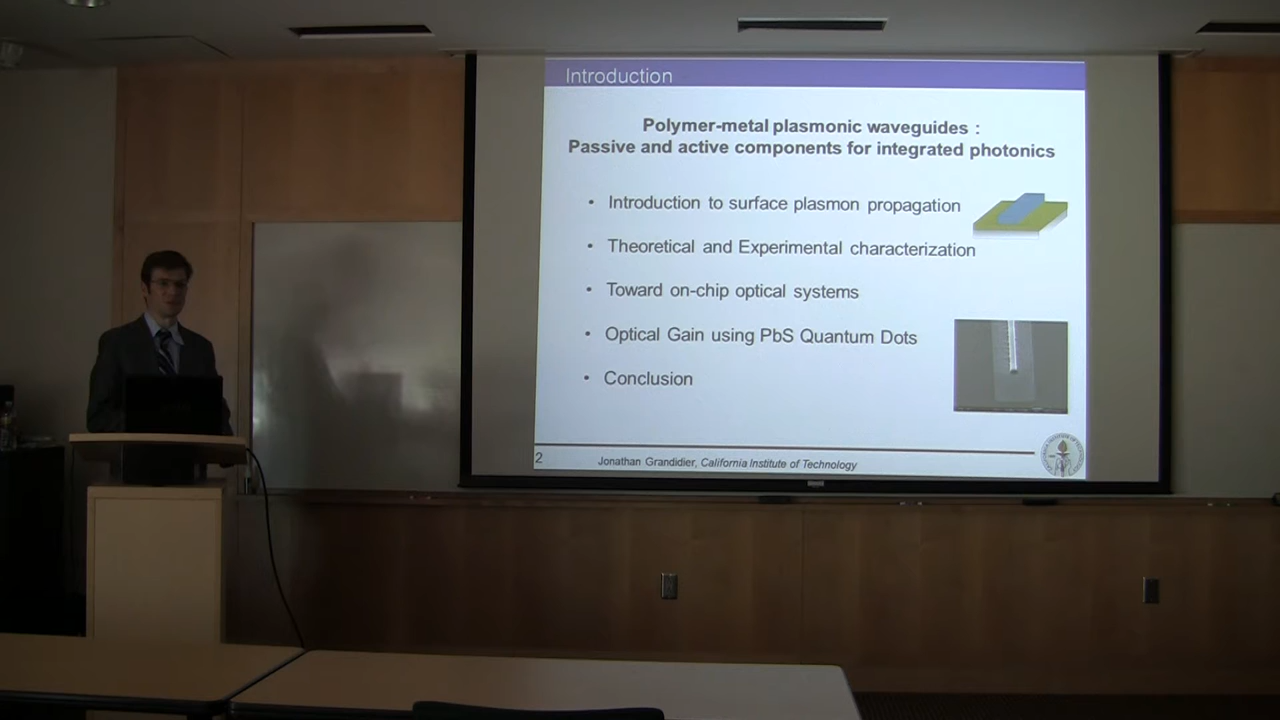 Introduction
Polymer-metal plasmonic waveguides :
Passive and active components for integrated photonics
• Introduction to surface plasmon propagation
• Theoretical and Experimental characterization
• Toward on-chip optical systems
• Optical Gain using PbS Quantum Dots
• Conclusion
2
Jonathan Grandidier, California Institute of Technology